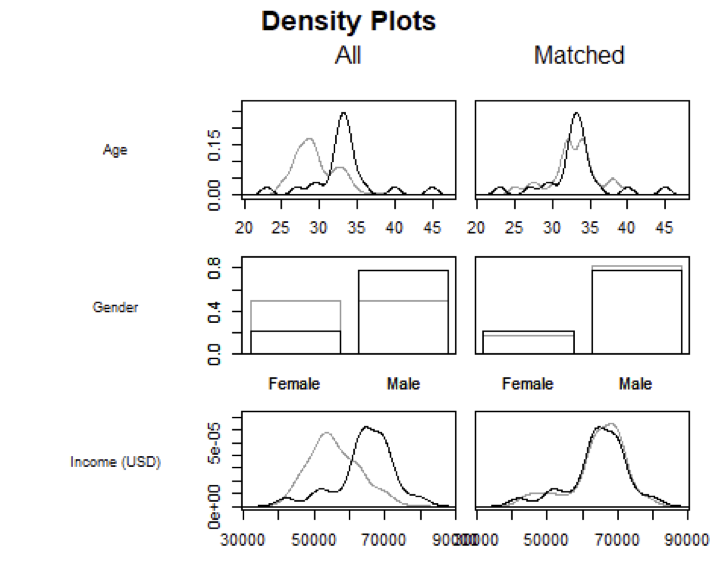 Density Plots
All Matched
Age
0.00 0.15
20 25 30 35 40 45 20 25 30 35 40 45
Gender
0.0 0.4 0.8
Female Male Female Male
Income (USD)
0e+00 5e-05
30000 50000 70000 90000 30000 50000 70000 90000